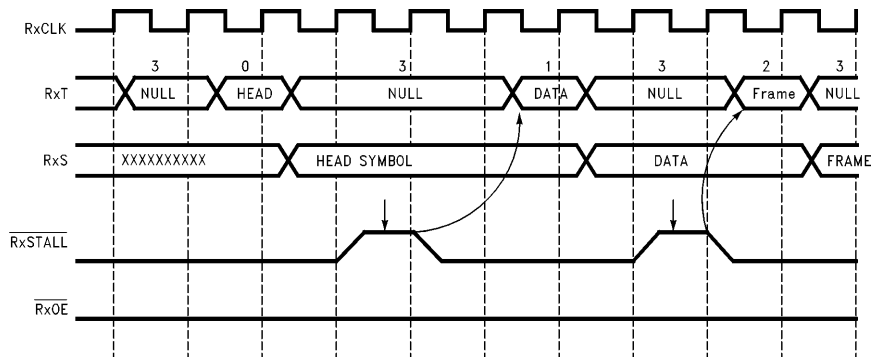 RxCLK
3 0 3 1 3 2 3
RxT NULL HEAD NULL DATA NULL Frame NULL
RxS XXXXXXXXXX HEAD SYMBOL DATA FRAME
RxSTALL
RxOE